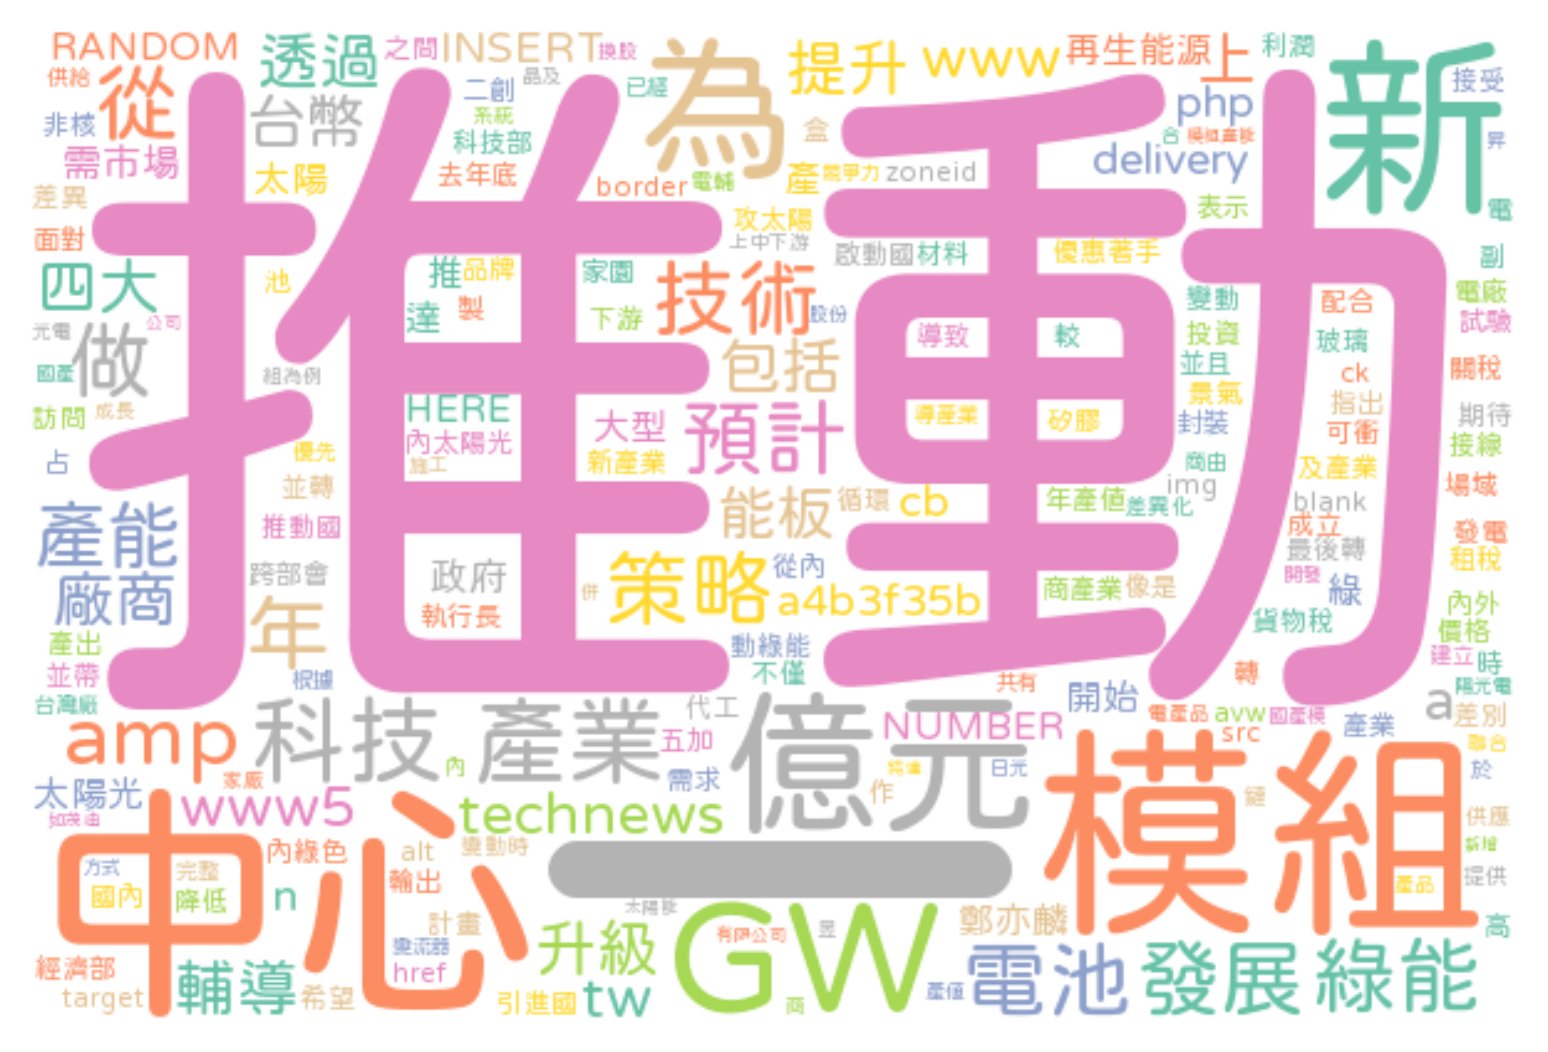 RANDOM
透過
之間
INSERT
換股
為
提升
www
再生能源
上
利潤
新
供給
從
台幣
二創
品及
已經
php
接受
非核
系統
科技部
盒
合
模組產能
昇
需市場
太陽
去年底
border
電輔
產
競爭力
zoneid
delivery
差異
推動
攻太陽
表示
電
面對
上中下游
啟動國
材料
優惠著手
副
四大
池
推
品牌
家園
技術
變動
配合
電廠
光電
公司
達
製
下游
股份
導致
較
投資
玻璃
試驗
做
包括
並且
國產
組為例
ck
關稅
訪問
成長
HERE
大型
預計
導產業
矽膠
景氣
封裝
指出
期待
內太陽光
可衝
接線
占
優先
施工
新產業
商由
及產業
並轉
能板
循環
cb
年產值
差異化
img
blank
場域
產能
推動國
成立
發電
跨部會
政府
策略
從內
最後轉
租稅
廠商
年
執行長
併
a4b3f35b
商產業
像是
開發
綠
內外
貨物稅
價格
產出
動綠能
建立
時
並帶
根據
不僅
共有
轉
陽光電
台灣廠
開始
amp
科技
產業
代工
億元
NUMBER
電產品
avw
國產模
產業
a
差別
五加
src
聯合
內
需求
日元
模組
於
太陽光
家廠
作
鏈
www5
technews
供應
中心
內綠色
alt
變動時
一
方式
完整
輸出
產品
提供
國內
降低
n
太陽能
計畫
升級
GW
有限公司
昱
鄭亦麟
高
經濟部
變流器
輔導
href
電池
發展
綠能
target
希望
引進國
tw
商
產值